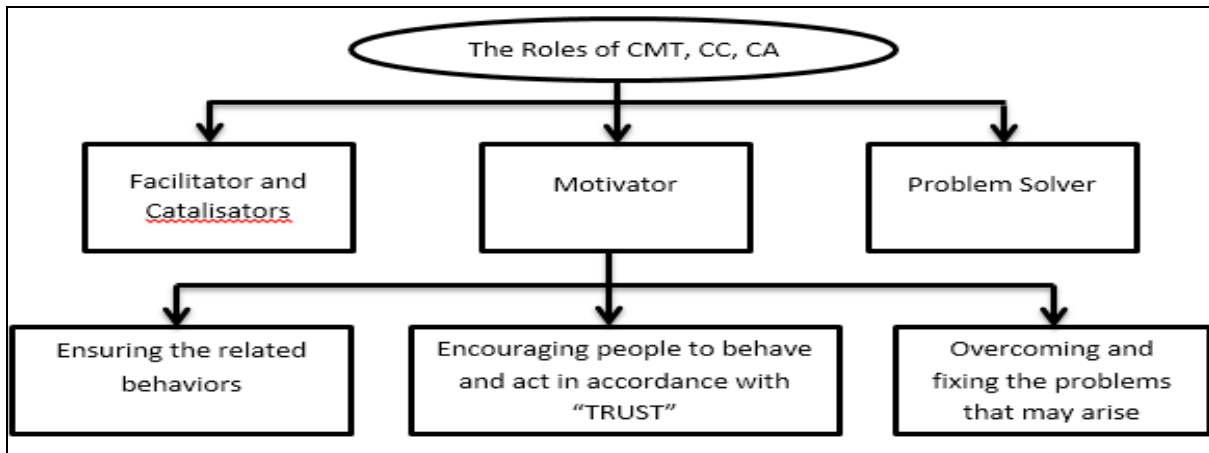 The Roles of CMT, CC, CA
Facilitator and
Catalisators
Motivator
Problem Solver
Ensuring the related
behaviors
Encouraging people to behave
and act in accordance with
“TRUST”
Overcoming and
fixing the problems
that may arise